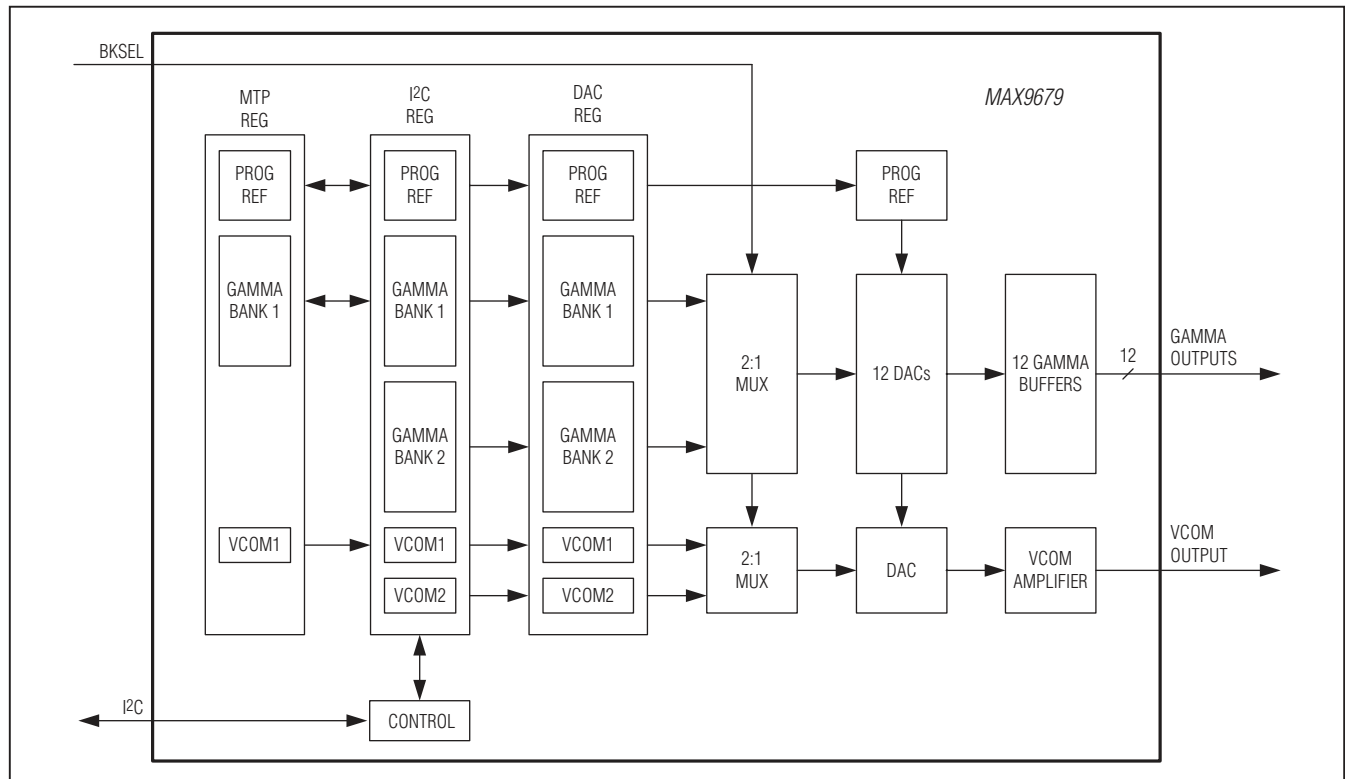 BKSEL
MAX9679
MTP
REG
I²C
REG
DAC
REG
PROG
REF
PROG
REF
PROG
REF
PROG
REF
GAMMA
BANK 1
GAMMA
BANK 1
GAMMA
BANK 1
2:1
MUX
12 DACs
12 GAMMA
BUFFERS
12
GAMMA
OUTPUTS
GAMMA
BANK 2
GAMMA
BANK 2
VCOM1
VCOM1
VCOM1
2:1
MUX
DAC
VCOM
AMPLIFIER
VCOM
OUTPUT
VCOM2
VCOM2
I²C
CONTROL